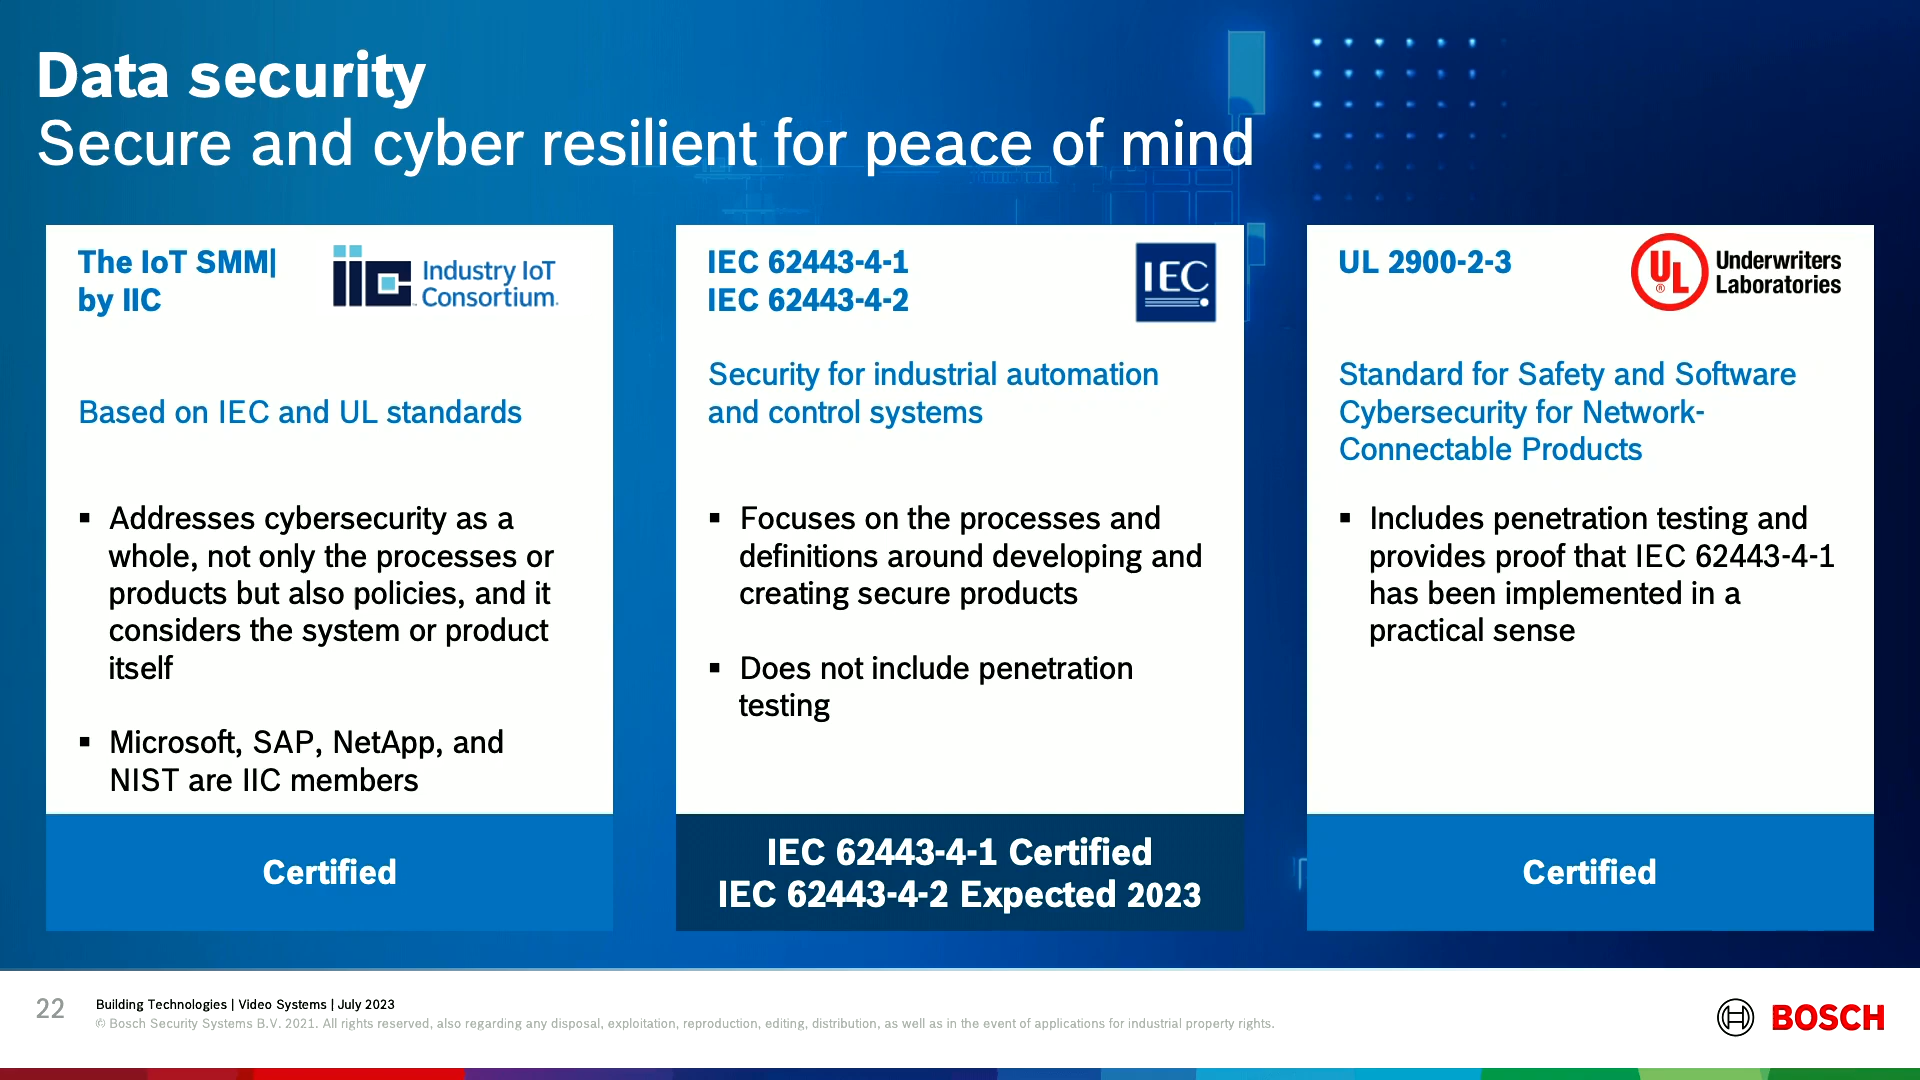 Data security
Secure and cyber resilient for peace of mind
The IoT SMM|
by IIC
iic
Industry IoT
Consortium.
Based on IEC and UL standards
▪ Addresses cybersecurity as a
whole, not only the processes or
products but also policies, and it
considers the system or product
itself
▪ Microsoft, SAP, NetApp, and
NIST are IIC members
Certified
IEC 62443-4-1
IEC 62443-4-2
IEC
Security for industrial automation
and control systems
▪ Focuses on the processes and
definitions around developing and
creating secure products
▪ Does not include penetration
testing
IEC 62443-4-1 Certified
IEC 62443-4-2 Expected 2023
UL 2900-2-3
UL ®
Underwriters
Laboratories
Standard for Safety and Software
Cybersecurity for Network-
Connectable Products
▪ Includes penetration testing and
provides proof that IEC 62443-4-1
has been implemented in a
practical sense
Certified
22
Building Technologies | Video Systems | July 2023
© Bosch Security Systems B.V. 2021. All rights reserved, also regarding any disposal, exploitation, reproduction, editing, distribution, as well as in the event of applications for industrial property rights.
BOSCH